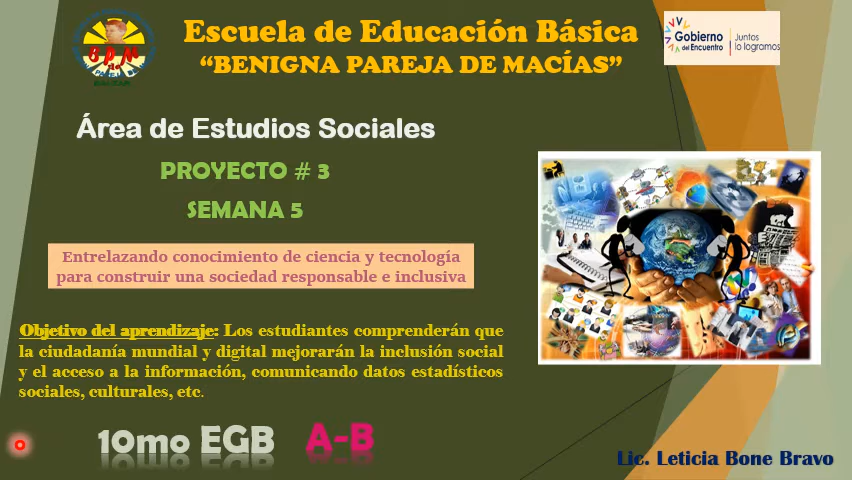 Escuela de Educación Básica
“BENIGNA PAREJA DE MACÍAS”
Gobierno
del Encuentro
Juntos
lo logramos
Área de Estudios Sociales
PROYECTO # 3
SEMANA 5
Entrelazando conocimiento de ciencia y tecnología
para construir una sociedad responsable e inclusiva
Objetivo del aprendizaje: Los estudiantes comprenderán que
la ciudadanía mundial y digital mejorarán la inclusión social
y el acceso a la información, comunicando datos estadísticos
sociales, culturales, etc.
10mo EGB A-B
Lic. Leticia Bone Bravo